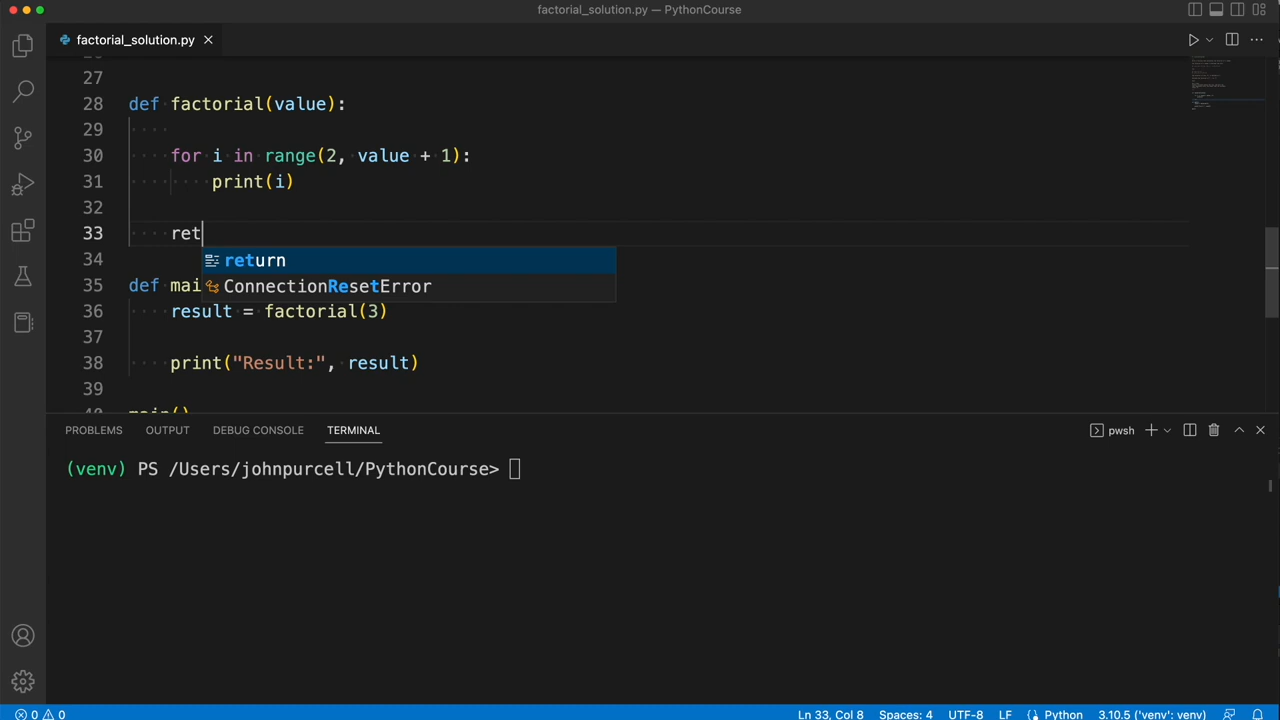 factorial_solution.py — PythonCourse
factorial_solution.py
27
28 def factorial(value):
29
30 for i in range(2, value + 1):
31 print(i)
32
33 ret
return
34
ConnectionResetError
35 def mai
36 result = factorial(3)
37
38 print("Result:", result)
39
40 main()
PROBLEMS OUTPUT DEBUG CONSOLE TERMINAL pwsh
(venv) PS /Users/johnpurcell/PythonCourse>
0 0 Ln 33, Col 8 Spaces: 4 UTF-8 LF Python 3.10.5 ('venv': venv)